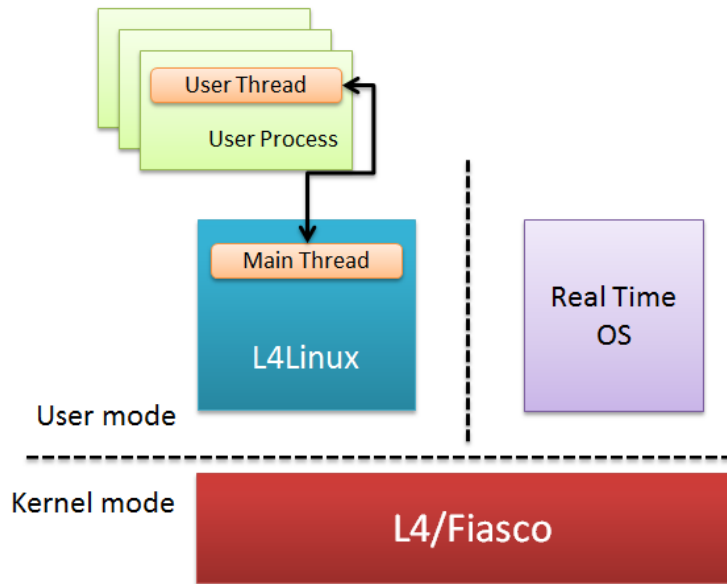 User Thread
User Process
Main Thread
L4Linux
Real Time
OS
User mode
Kernel mode
L4/Fiasco